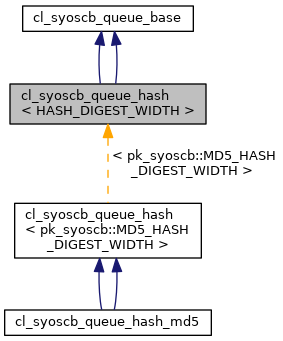 cl_syoscb_queue_base
cl_syoscb_queue_hash
< HASH_DIGEST_WIDTH >
< pk_syoscb::MD5_HASH
_DIGEST_WIDTH >
cl_syoscb_queue_hash
< pk_syoscb::MD5_HASH
_DIGEST_WIDTH >
cl_syoscb_queue_hash_md5